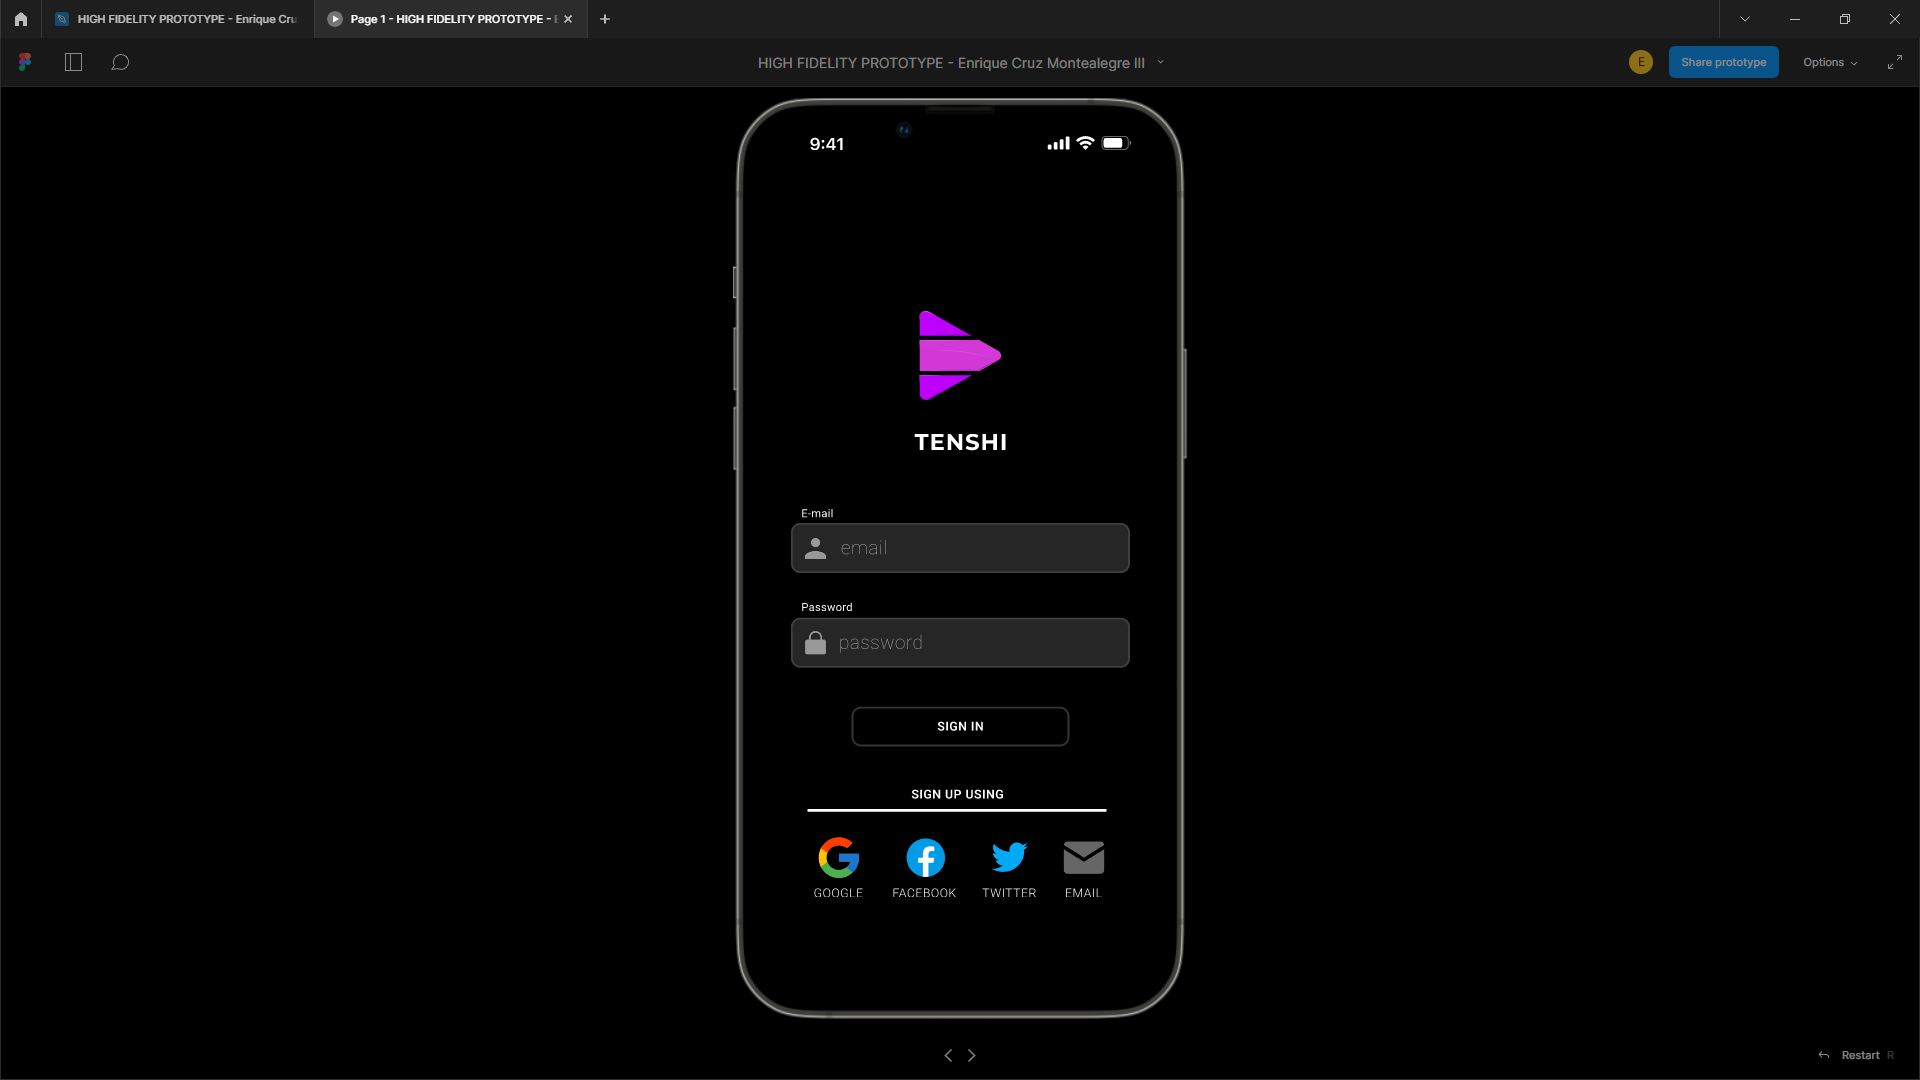 HIGH FIDELITY PROTOTYPE - Enrique Cru
Page 1 - HIGH FIDELITY PROTOTYPE - E
HIGH FIDELITY PROTOTYPE - Enrique Cruz Montealegre III
E
Share prototype
Options
9:41
TENSHI
E-mail
email
Password
password
SIGN IN
SIGN UP USING
GOOGLE FACEBOOK TWITTER EMAIL
Restart R